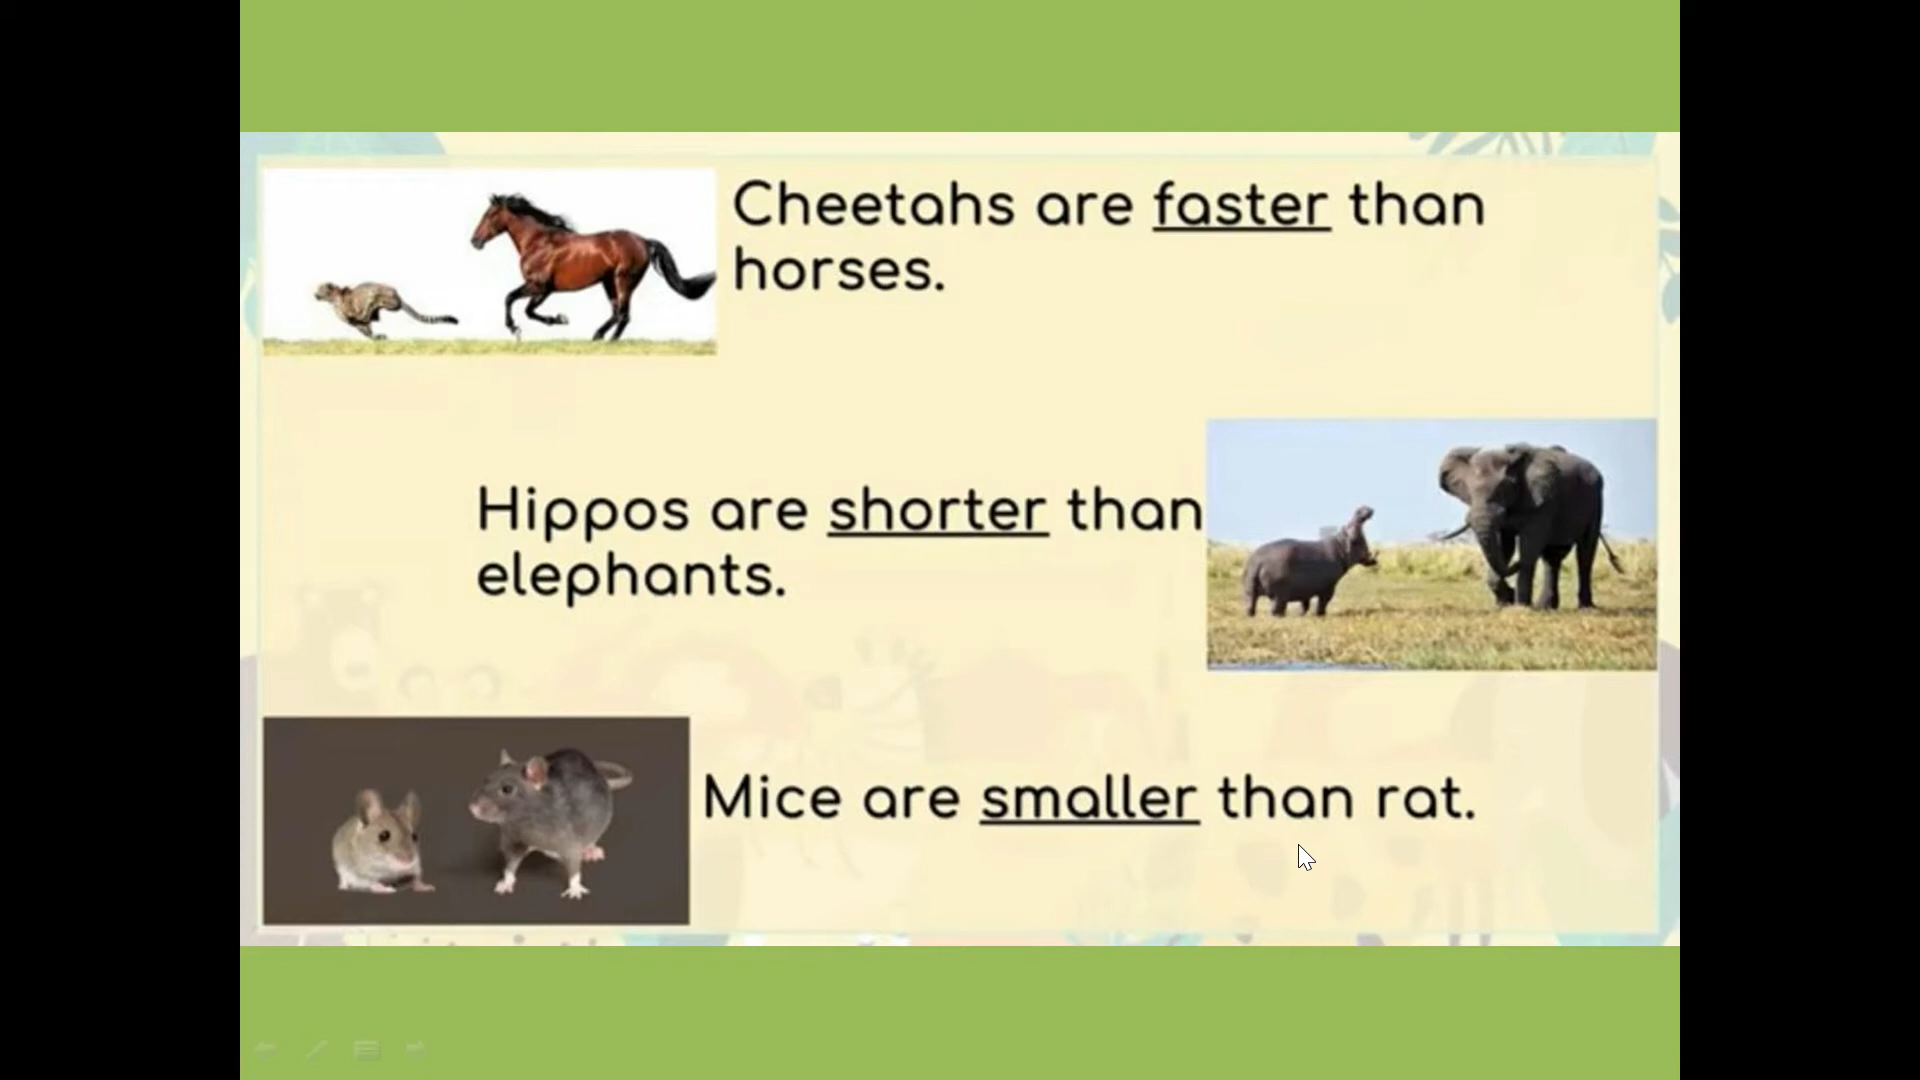 Cheetahs are faster than
horses.
Hippos are shorter than
elephants.
Mice are smaller than rat.